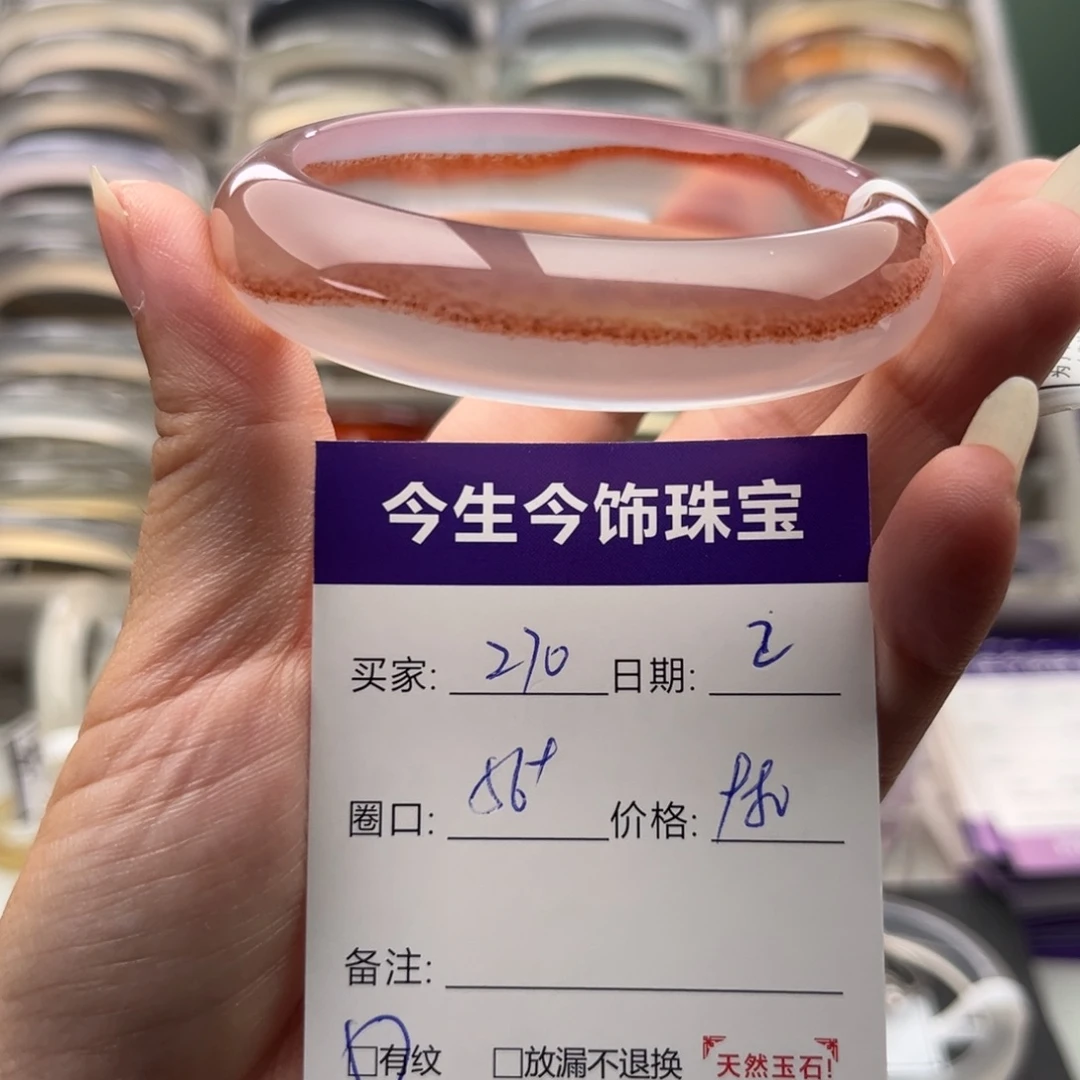 今生今饰珠宝
买家: 270 日期:
圈口: 56+ 价格:
备注:
□有纹 □放漏不退换 天然玉石!